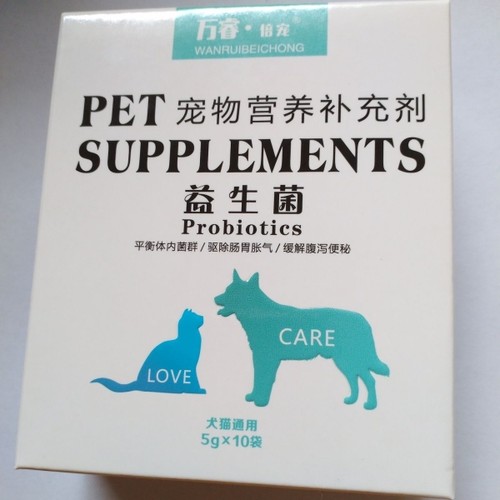 万睿·倍宠
WANRUIBEICHONG
PET 宠物营养补充剂
SUPPLEMENTS
益生菌
Probiotics
平衡体内菌群/驱除肠胃胀气/缓解腹泻便秘
CARE
LOVE
犬猫通用
5g×10袋